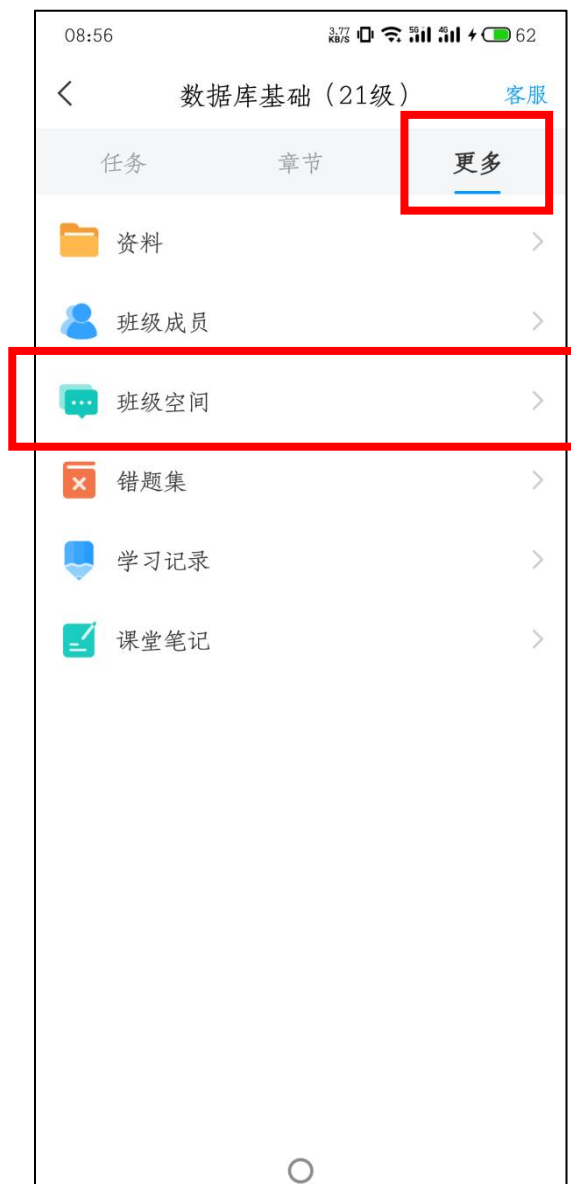 08:56 3.77 KB/S 5G 4G 62
数据库基础（21级） 客服
任务 章节 更多
资料
班级成员
班级空间
错题集
学习记录
课堂笔记